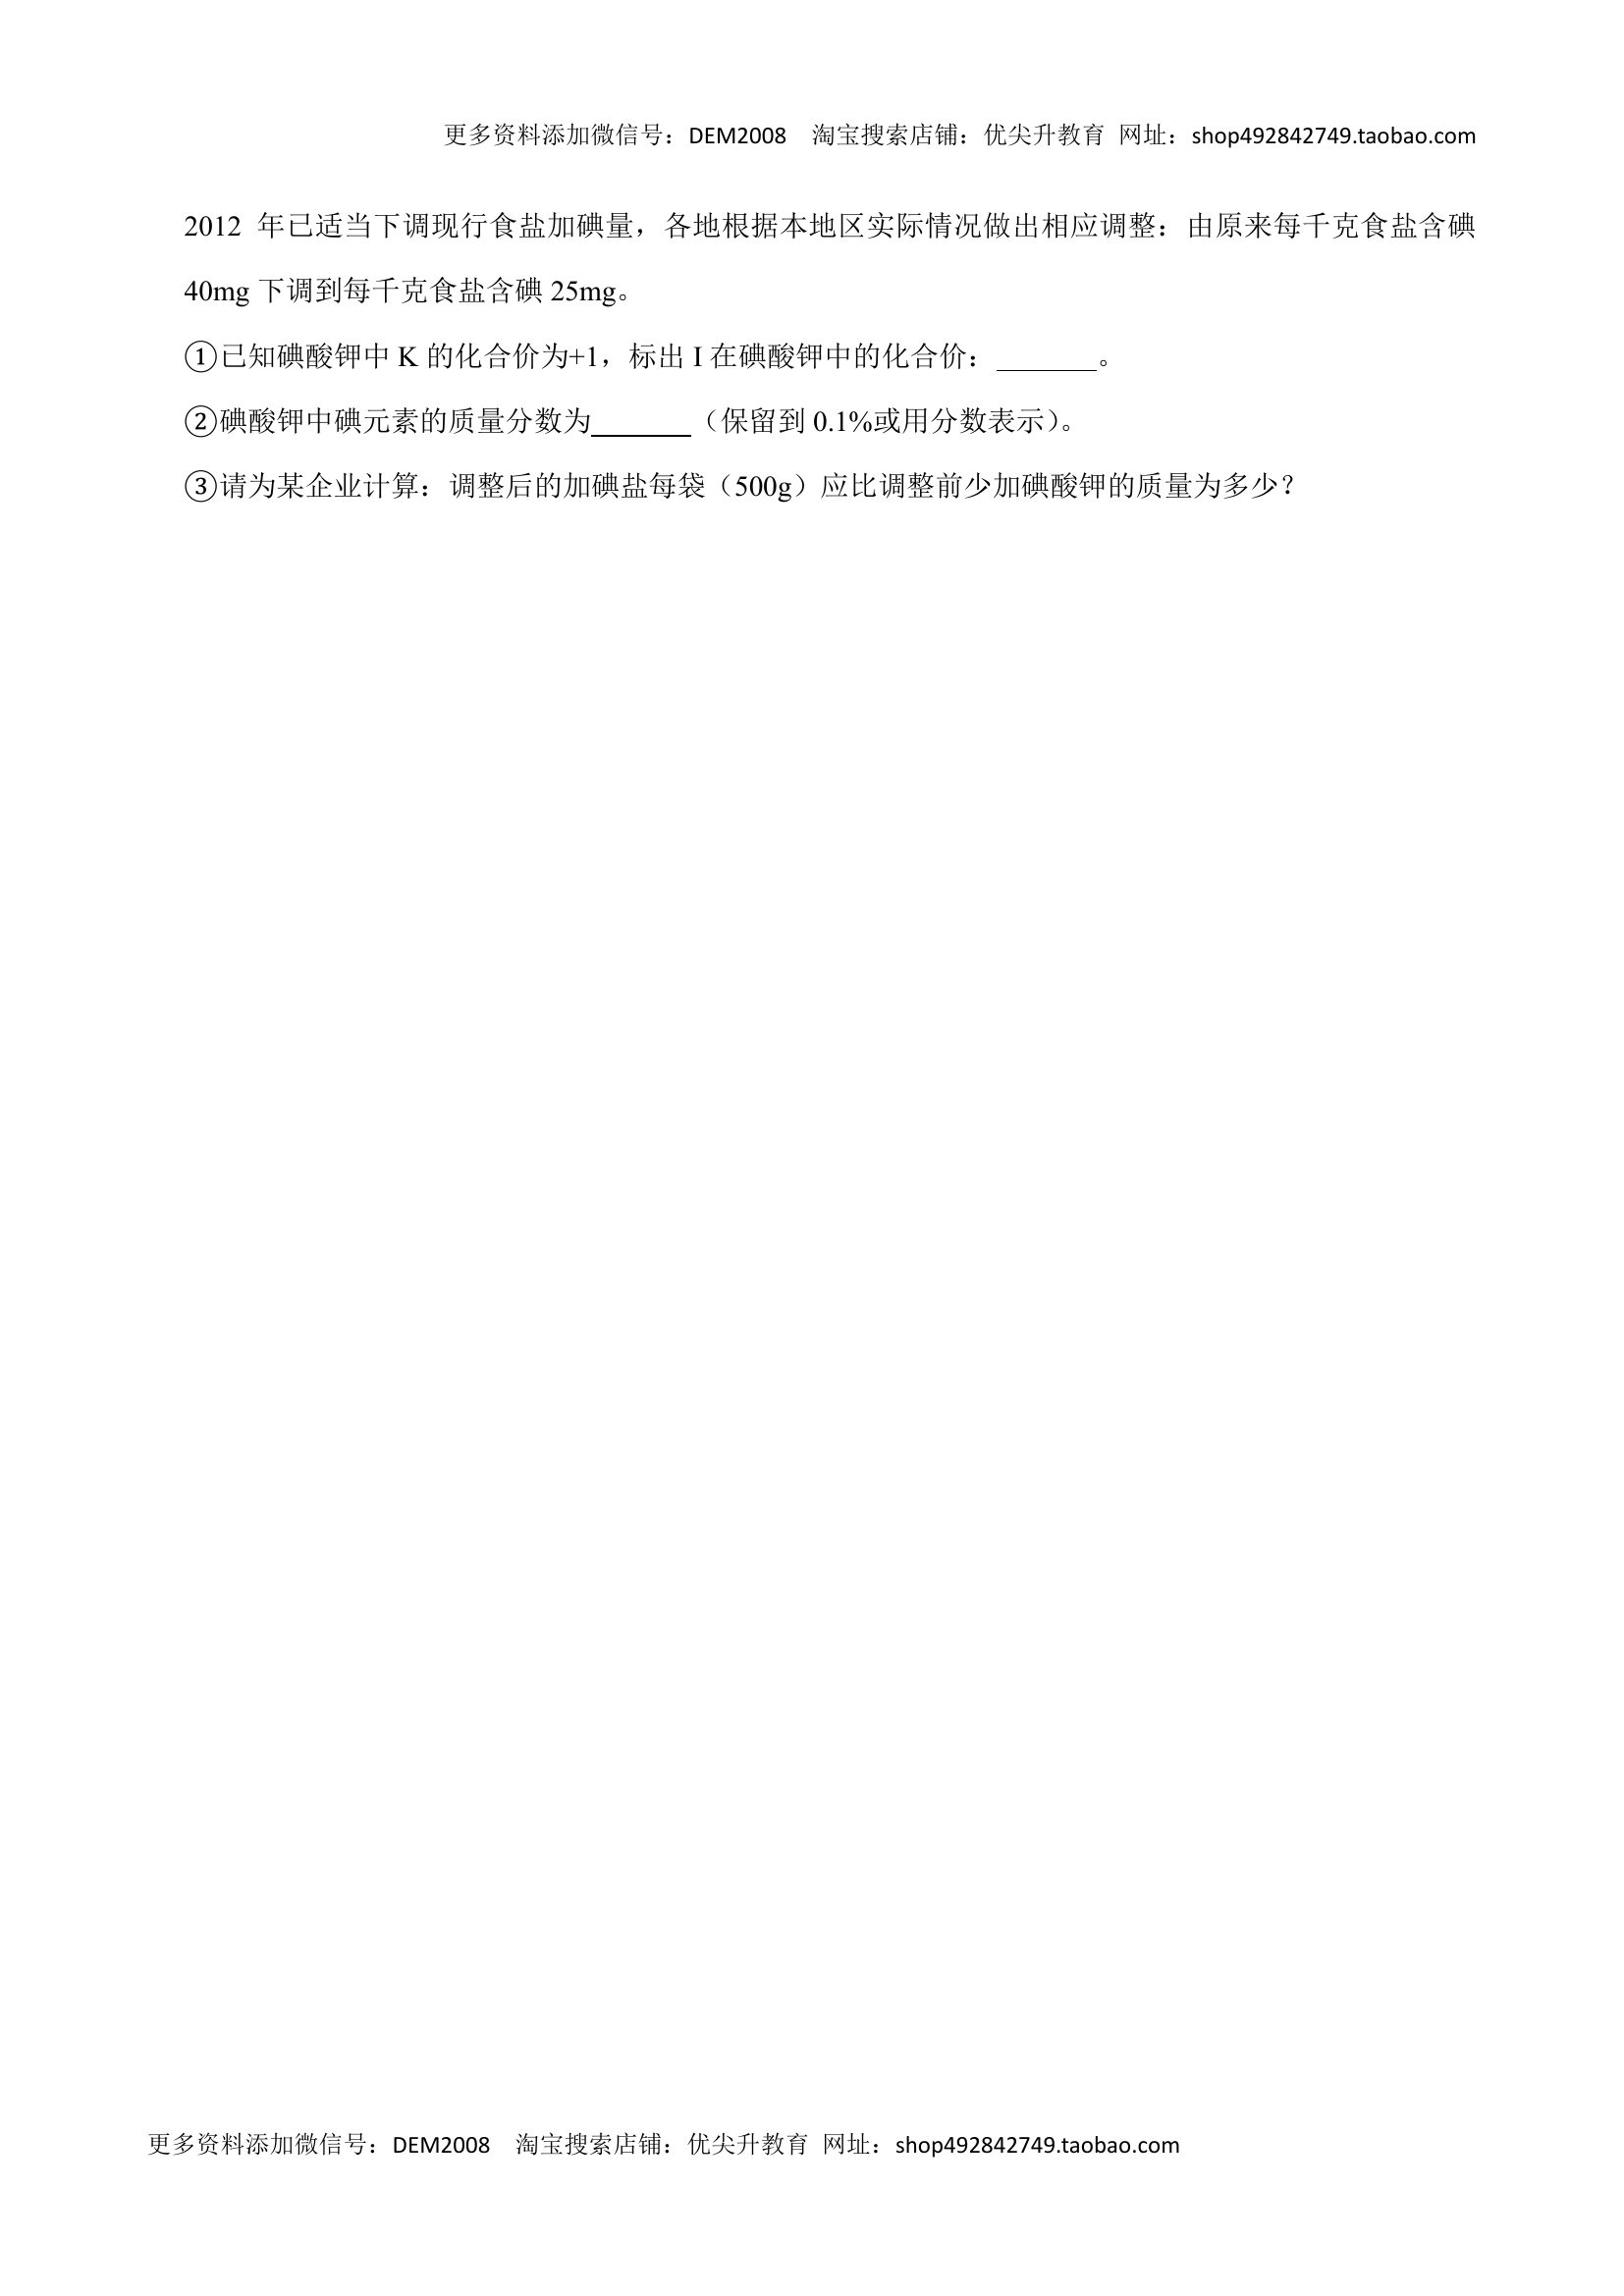 更多资料添加微信号：DEM2008 淘宝搜索店铺：优尖升教育 网址：shop492842749.taobao.com
2012 年已适当下调现行食盐加碘量，各地根据本地区实际情况做出相应调整：由原来每千克食盐含碘
40mg 下调到每千克食盐含碘 25mg。
①已知碘酸钾中 K 的化合价为+1，标出 I 在碘酸钾中的化合价：_______。
②碘酸钾中碘元素的质量分数为_______（保留到 0.1%或用分数表示）。
③请为某企业计算：调整后的加碘盐每袋（500g）应比调整前少加碘酸钾的质量为多少？
更多资料添加微信号：DEM2008 淘宝搜索店铺：优尖升教育 网址：shop492842749.taobao.com